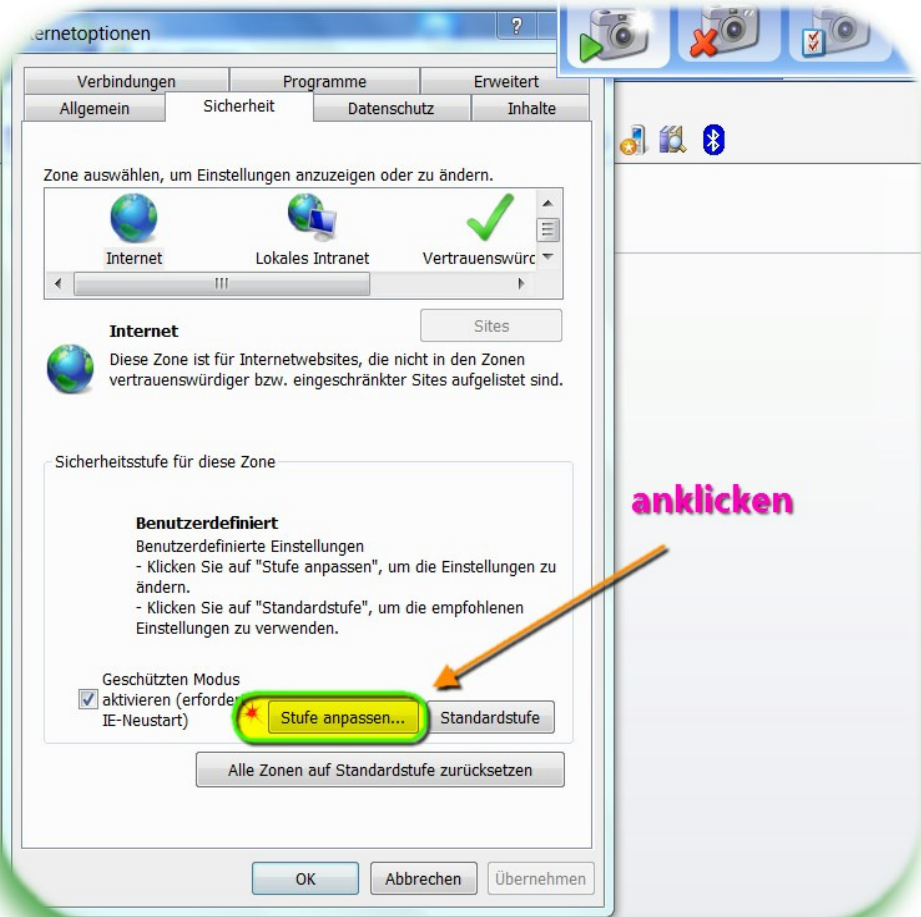 ernetoptionen
?
Verbindungen Programme Erweitert
Allgemein Sicherheit Datenschutz Inhalte
Zone auswählen, um Einstellungen anzuzeigen oder zu ändern.
Internet Lokales Intranet Vertrauenswürd
Sites
Internet
Diese Zone ist für Internetwebsites, die nicht in den Zonen
vertrauenswürdiger bzw. eingeschränkter Sites aufgelistet sind.
Sicherheitsstufe für diese Zone
anklicken
Benutzerdefiniert
Benutzerdefinierte Einstellungen
- Klicken Sie auf "Stufe anpassen", um die Einstellungen zu
ändern.
- Klicken Sie auf "Standardstufe", um die empfohlenen
Einstellungen zu verwenden.
Geschützten Modus
aktivieren (erforder
IE-Neustart)
Stufe anpassen... Standardstufe
Alle Zonen auf Standardstufe zurücksetzen
OK Abbrechen Übernehmen